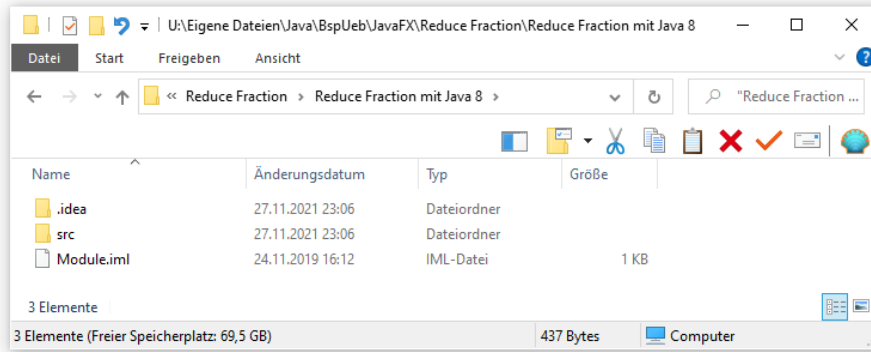 U:\Eigene Dateien\Java\BspUeb\JavaFX\Reduce Fraction\Reduce Fraction mit Java 8
Datei Start Freigeben Ansicht
« Reduce Fraction › Reduce Fraction mit Java 8 › "Reduce Fraction ...
Name Änderungsdatum Typ Größe
.idea 27.11.2021 23:06 Dateiordner
src 27.11.2021 23:06 Dateiordner
Module.iml 24.11.2019 16:12 IML-Datei 1 KB
3 Elemente
3 Elemente (Freier Speicherplatz: 69,5 GB) 437 Bytes Computer